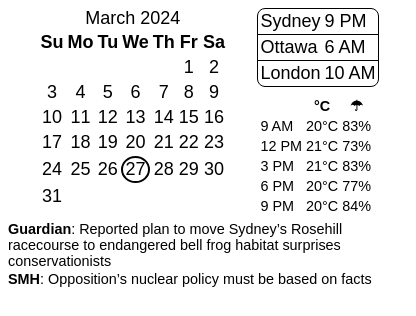 March 2024
Su Mo Tu We Th Fr Sa
1 2
3 4 5 6 7 8 9
10 11 12 13 14 15 16
17 18 19 20 21 22 23
24 25 26 27 28 29 30
31
Sydney 9 PM
Ottawa 6 AM
London 10 AM
°C ☂
9 AM 20°C 83%
12 PM 21°C 73%
3 PM 21°C 83%
6 PM 20°C 77%
9 PM 20°C 84%
Guardian: Reported plan to move Sydney’s Rosehill
racecourse to endangered bell frog habitat surprises
conservationists
SMH: Opposition’s nuclear policy must be based on facts